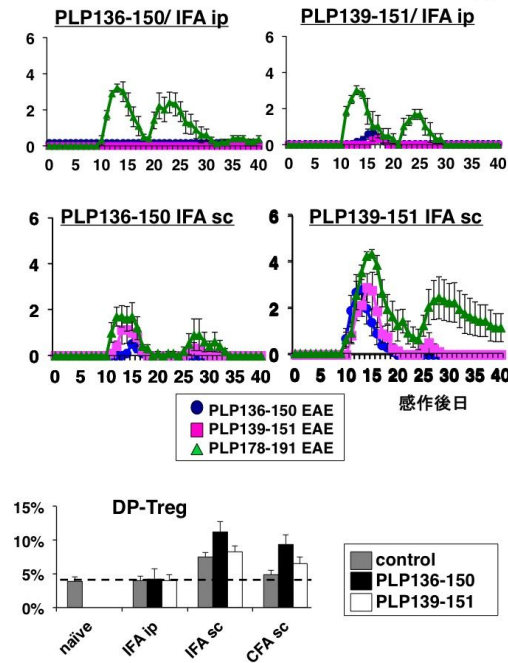 PLP136-150/ IFA ip
PLP139-151/ IFA ip
6
4
2
0
0 5 10 15 20 25 30 35 40
6
4
2
0
0 5 10 15 20 25 30 35 40
PLP136-150 IFA sc
PLP139-151 IFA sc
6
4
2
0
0 5 10 15 20 25 30 35 40
6
4
2
0
0 5 10 15 20 25 30 35 40
感作後日
PLP136-150 EAE
PLP139-151 EAE
PLP178-191 EAE
DP-Treg
15%
10%
5%
0%
naïve
IFA ip
IFA sc
CFA sc
control
PLP136-150
PLP139-151